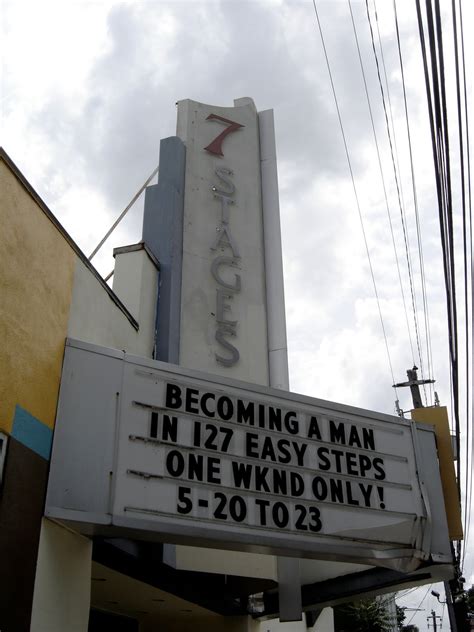 7
STAGES
BECOMING A MAN
IN 127 EASY STEPS
ONE WKND ONLY!
5-20 TO 23